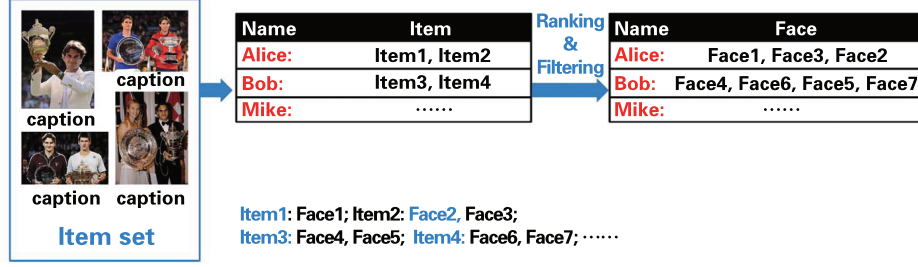 caption
caption
caption
caption
Item set
Name Item
Alice: Item1, Item2
Bob: Item3, Item4
Mike: ······
Ranking
&
Filtering
Name Face
Alice: Face1, Face3, Face2
Bob: Face4, Face6, Face5, Face7
Mike: ······
Item1: Face1; Item2: Face2, Face3;
Item3: Face4, Face5; Item4: Face6, Face7; ······